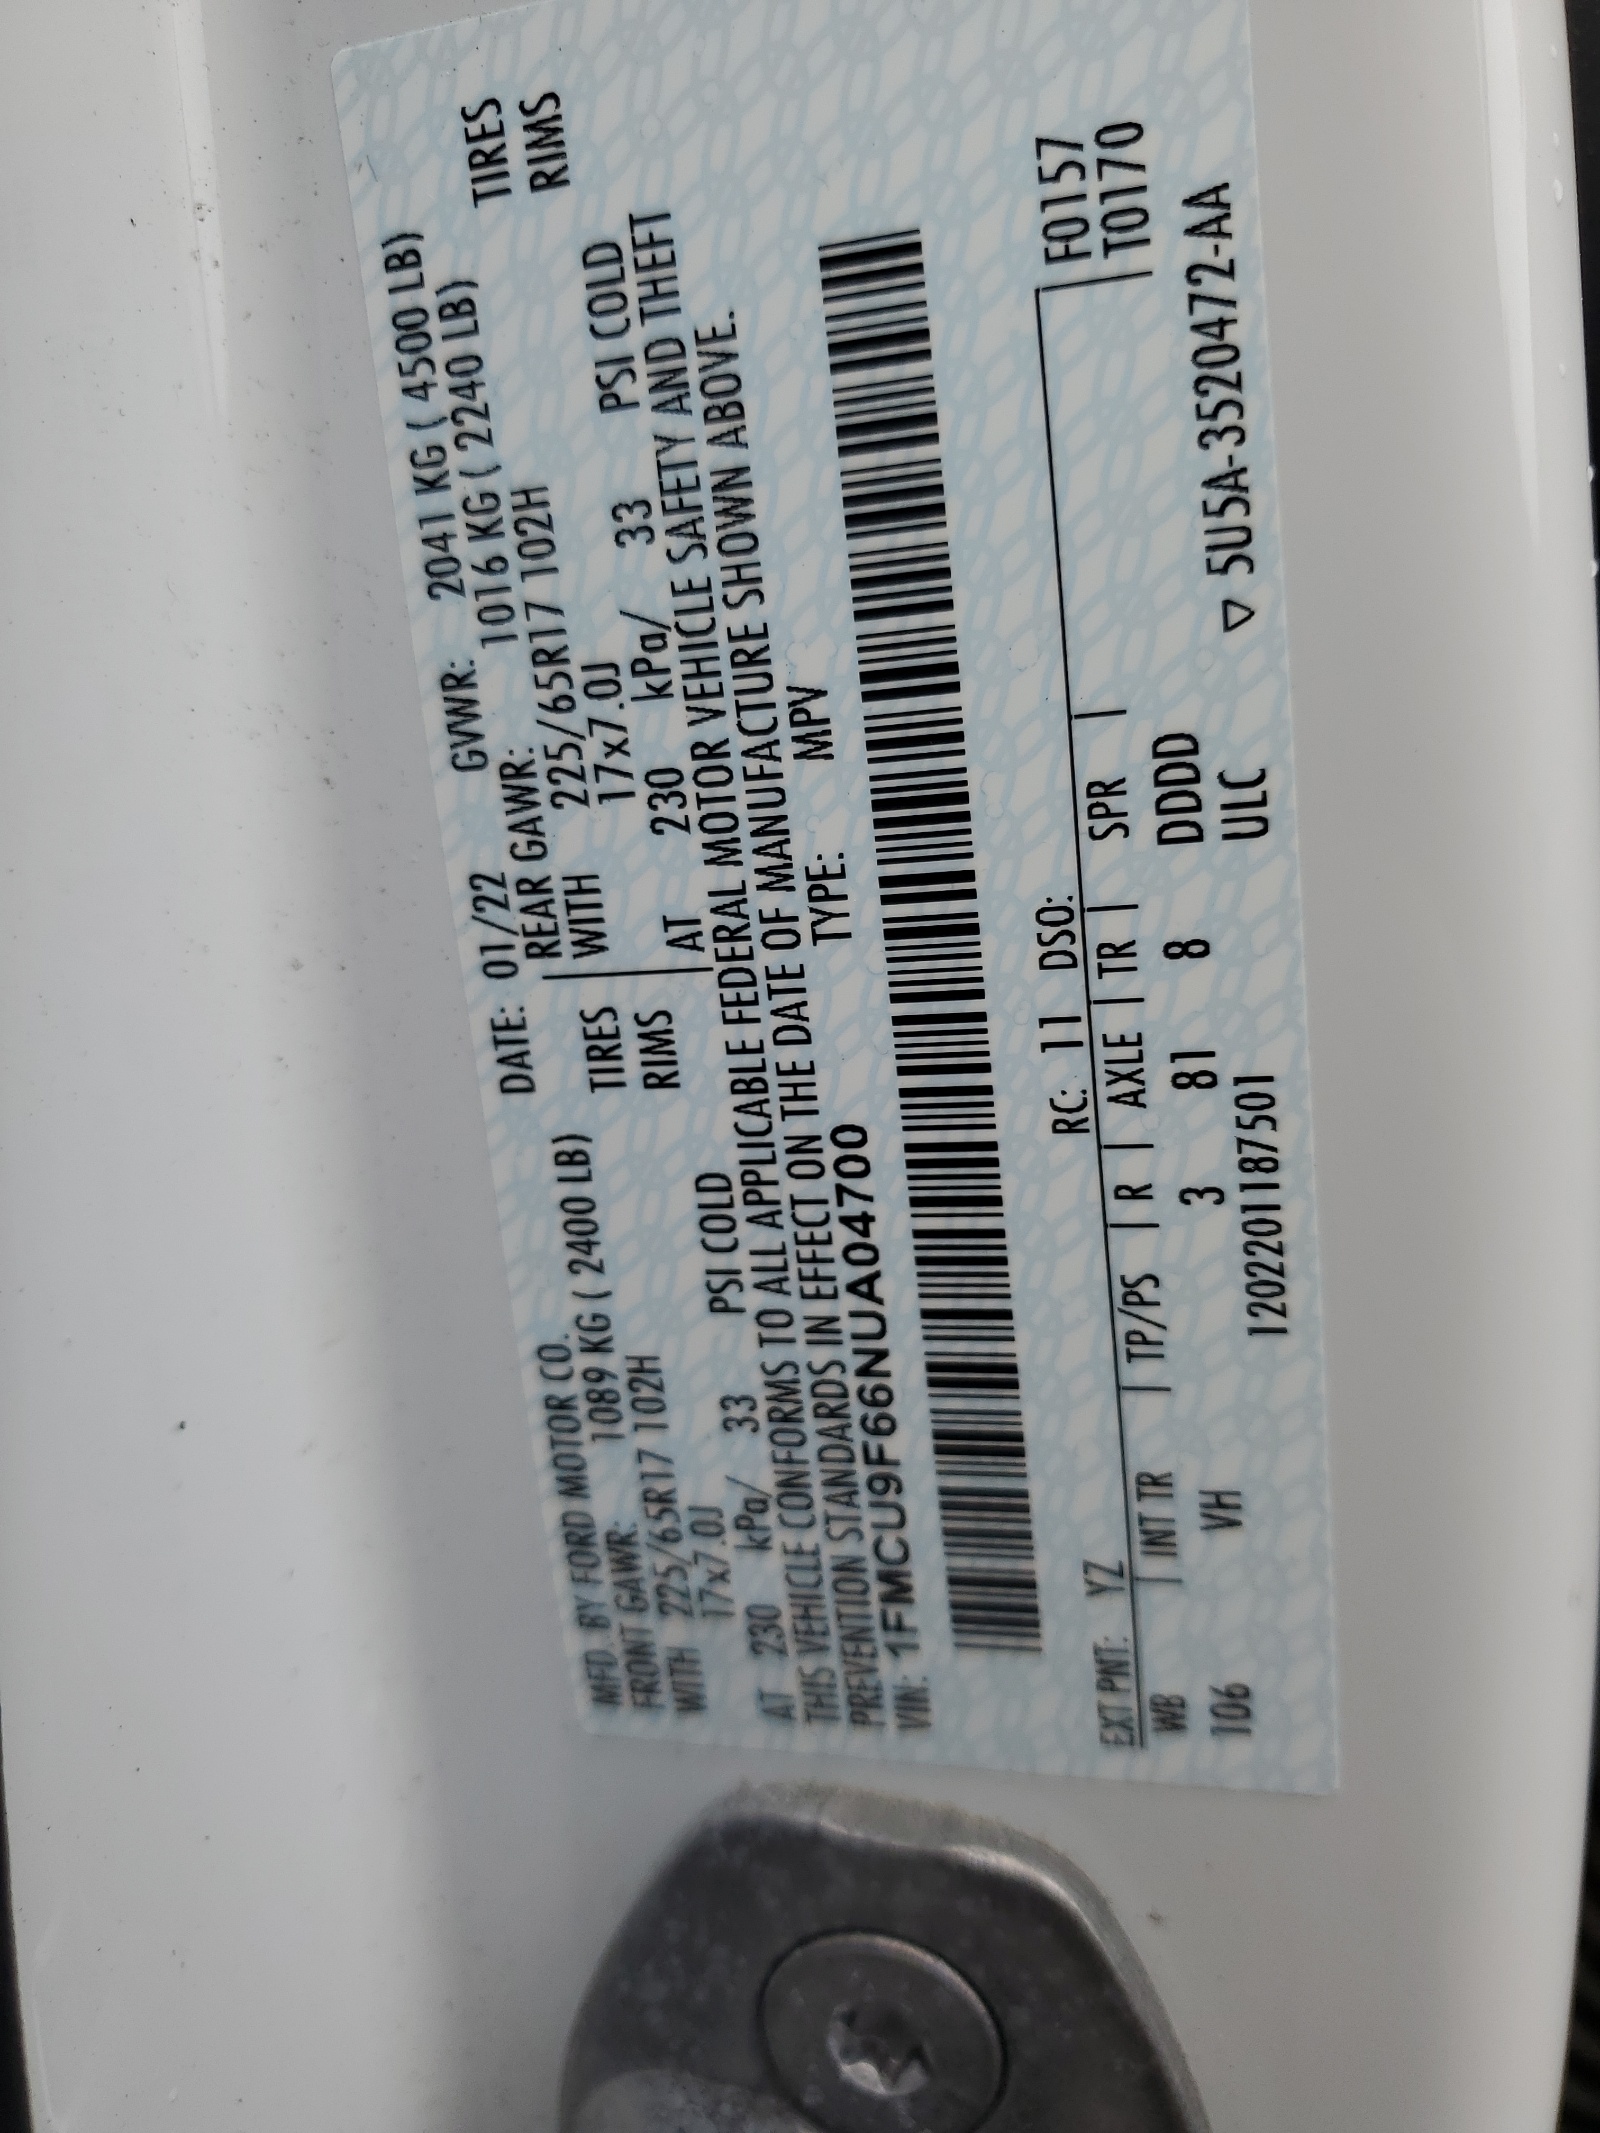 MFD. BY FORD MOTOR CO.
DATE: 01/22 GVWR: 2041 KG ( 4500 LB)
FRONT GAWR: 1089 KG ( 2400 LB)
REAR GAWR: 1016 KG ( 2240 LB)
WITH 225/65R17 102H TIRES
WITH 225/65R17 102H TIRES
17x7.0J RIMS
17x7.0J RIMS
AT 230 kPa/ 33 PSI COLD
AT 230 kPa/ 33 PSI COLD
THIS VEHICLE CONFORMS TO ALL APPLICABLE FEDERAL MOTOR VEHICLE SAFETY AND THEFT
PREVENTION STANDARDS IN EFFECT ON THE DATE OF MANUFACTURE SHOWN ABOVE.
VIN: 1FMCU9F66NUA04700 TYPE: MPV
EXT PNT: YZ RC: 11 DSO: F0157
WB | INT TR | TP/PS | R | AXLE | TR | SPR | T0170
106 VH 3 81 8 DDDD
1202201187501 ULC ▽ 5U5A-3520472-AA